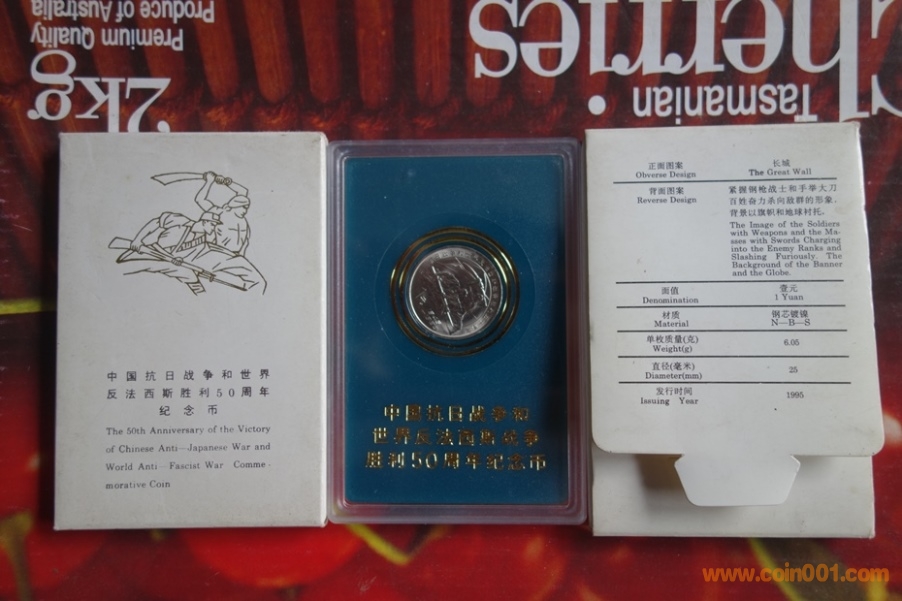 Premium Quality
Produce of Australia
2kg
Tasmanian
Cherries
中国抗日战争和世界
反法西斯胜利50周年
纪念币
The 50th Anniversary of the Victory
of Chinese Anti—Japanese War and
World Anti—Fascist War Comme-
morative Coin
中国抗日战争和
世界反法西斯战争
胜利50周年纪念币
正面图案 长城
Obverse Design The Great Wall
背面图案 紧握钢枪战士和手举大刀
Reverse Design 百姓奋力杀向敌群的形象,
背景以旗帜和地球衬托。
The Image of the Soldiers
with Weapons and the Ma-
sses with Swords Charging
into the Enemy Ranks and
Slashing Furiously. The
Background of the Banner
and the Globe.
面值 壹元
Denomination 1 Yuan
材质 钢芯镀镍
Material N—B—S
单枚质量(克) 6.05
Weight(g)
直径(毫米) 25
Diameter(mm)
发行时间 1995
Issuing Year
www.coin001.com